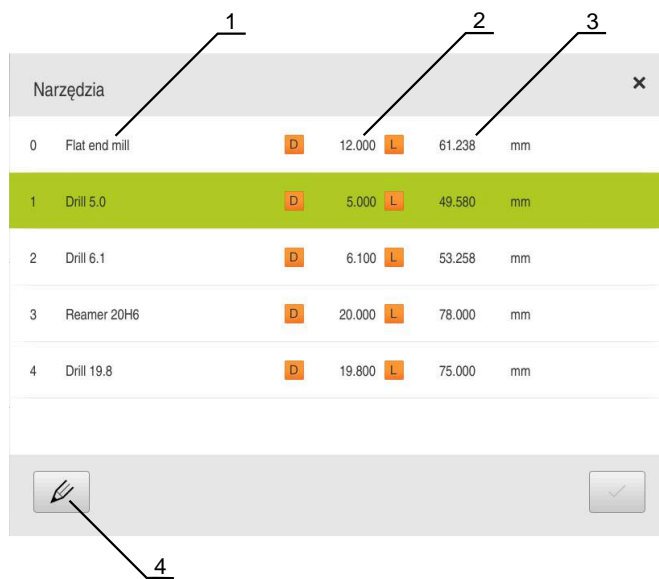 1 2 3
Narzędzia ×
0 Flat end mill D 12.000 L 61.238 mm
1 Drill 5.0 D 5.000 L 49.580 mm
2 Drill 6.1 D 6.100 L 53.258 mm
3 Reamer 20H6 D 20.000 L 78.000 mm
4 Drill 19.8 D 19.800 L 75.000 mm
4